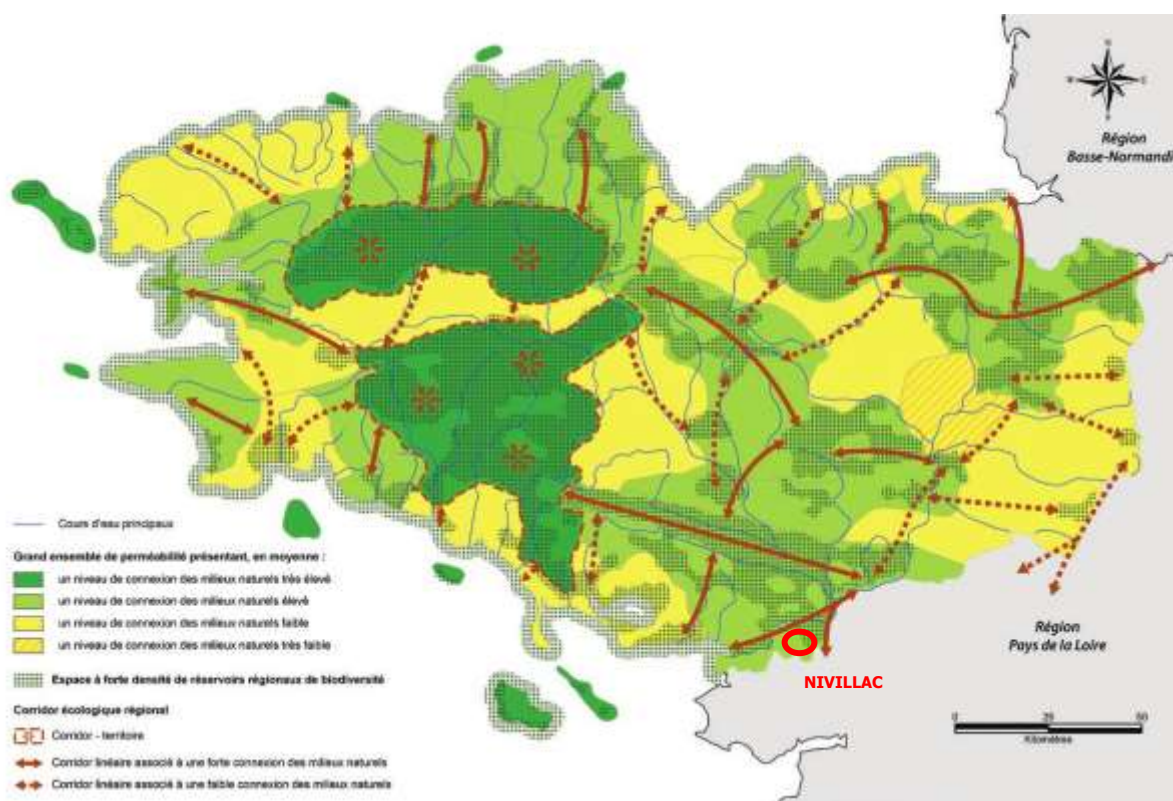 N
W
E
S
Région
Basse-Normandi
Cours d'eau principaux
Grand ensemble de perméabilité présentant, en moyenne :
un niveau de connexion des milieux naturels très élevé
un niveau de connexion des milieux naturels élevé
un niveau de connexion des milieux naturels faible
un niveau de connexion des milieux naturels très faible
Espace à forte densité de réservoirs régionaux de biodiversité
Corridor écologique régional
Corridor - territoire
Corridor linéaire associé à une forte connexion des milieux naturels
Corridor linéaire associé à une faible connexion des milieux naturels
Région
Pays de la Loire
NIVILLAC
0 25 50
Kilomètres